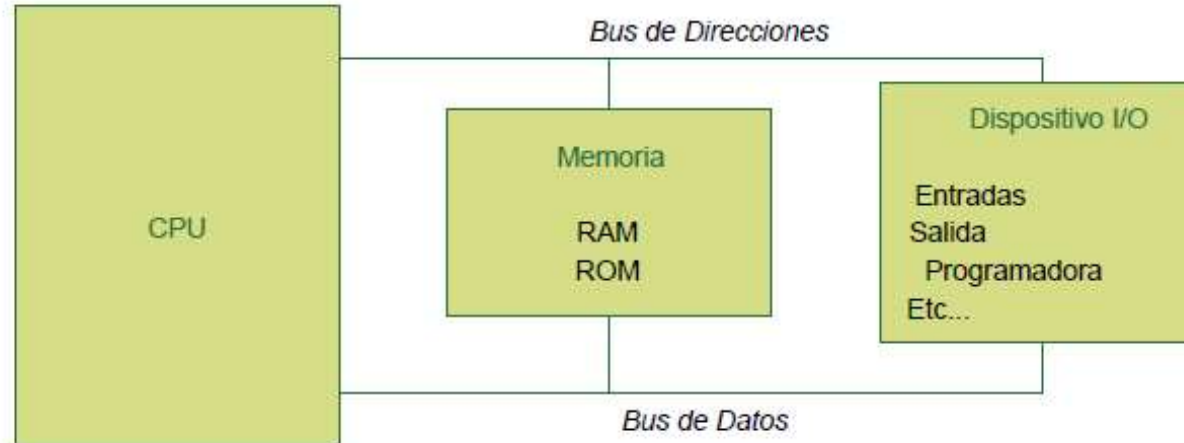 Bus de Direcciones
CPU
Memoria
RAM
ROM
Dispositivo I/O
Entradas
Salida
Programadora
Etc...
Bus de Datos